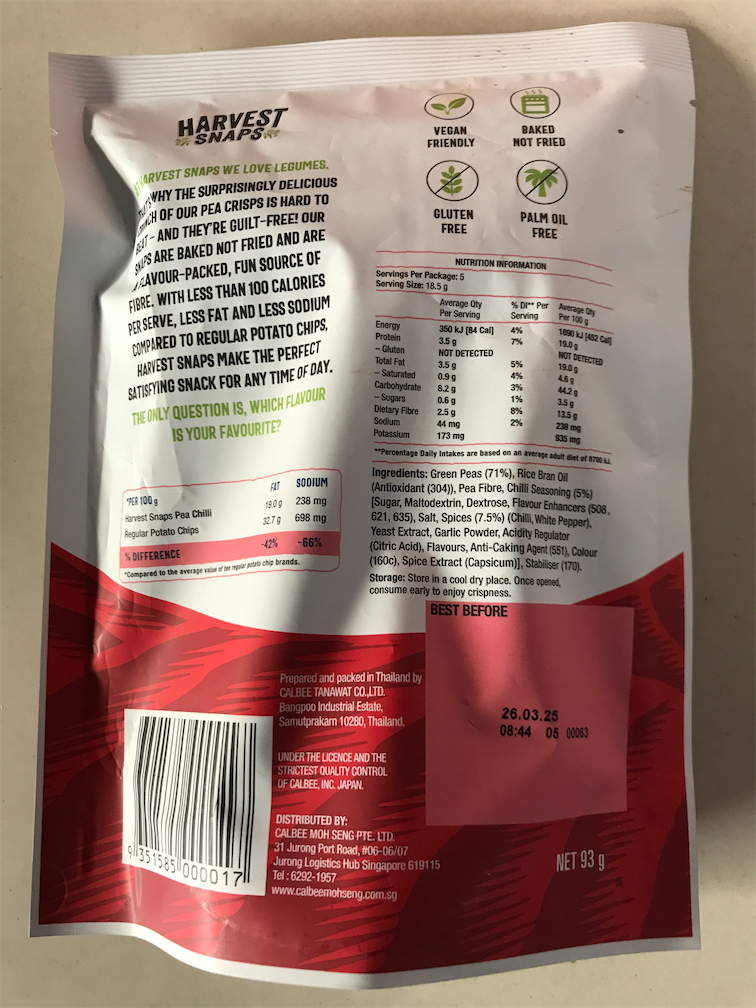 HARVEST
SNAPS
HARVEST SNAPS WE LOVE LEGUMES.
WHY THE SURPRISINGLY DELICIOUS
OF OUR PEA CRISPS IS HARD TO
BEAT – AND THEY'RE GUILT-FREE! OUR
SNAPS ARE BAKED NOT FRIED AND ARE
A FLAVOUR-PACKED, FUN SOURCE OF
FIBRE. WITH LESS THAN 100 CALORIES
PER SERVE, LESS FAT AND LESS SODIUM
COMPARED TO REGULAR POTATO CHIPS,
HARVEST SNAPS MAKE THE PERFECT
SATISFYING SNACK FOR ANY TIME OF DAY.
THE ONLY QUESTION IS, WHICH FLAVOUR
IS YOUR FAVOURITE?
*PER 100 g FAT SODIUM
Harvest Snaps Pea Chilli 19.0 g 238 mg
Regular Potato Chips 32.7 g 698 mg
% DIFFERENCE -42% -66%
*Compared to the average value of ten regular potato chip brands.
VEGAN
FRIENDLY
BAKED
NOT FRIED
GLUTEN
FREE
PALM OIL
FREE
NUTRITION INFORMATION
Servings Per Package: 5
Serving Size: 18.5 g
Average Qty Per Serving % DI** Per Serving Average Qty Per 100 g
Energy 350 kJ [84 Cal] 4% 1890 kJ [452 Cal]
Protein 3.5 g 7% 19.0 g
– Gluten NOT DETECTED NOT DETECTED
Total Fat 3.5 g 5% 19.0 g
– Saturated 0.9 g 4% 4.6 g
Carbohydrate 8.2 g 3% 44.2 g
– Sugars 0.6 g 1% 3.5 g
Dietary Fibre 2.5 g 8% 13.5 g
Sodium 44 mg 2% 238 mg
Potassium 173 mg 935 mg
**Percentage Daily Intakes are based on an average adult diet of 8700 kJ.
Ingredients: Green Peas (71%), Rice Bran Oil
(Antioxidant (304)), Pea Fibre, Chilli Seasoning (5%)
[Sugar, Maltodextrin, Dextrose, Flavour Enhancers (508,
621, 635), Salt, Spices (7.5%) (Chilli, White Pepper),
Yeast Extract, Garlic Powder, Acidity Regulator
(Citric Acid), Flavours, Anti-Caking Agent (551), Colour
(160c), Spice Extract (Capsicum)], Stabiliser (170).
Storage: Store in a cool dry place. Once opened,
consume early to enjoy crispness.
BEST BEFORE
26.03.25
08:44 05 00063
Prepared and packed in Thailand by
CALBEE TANAWAT CO.,LTD.
Bangpoo Industrial Estate,
Samutprakarn 10280, Thailand.
UNDER THE LICENCE AND THE
STRICTEST QUALITY CONTROL
OF CALBEE, INC. JAPAN.
DISTRIBUTED BY:
CALBEE MOH SENG PTE. LTD.
31 Jurong Port Road, #06-06/07
Jurong Logistics Hub Singapore 619115
Tel : 6292-1957
www.calbeemohseng.com.sg
9 351585 000017
NET 93 g